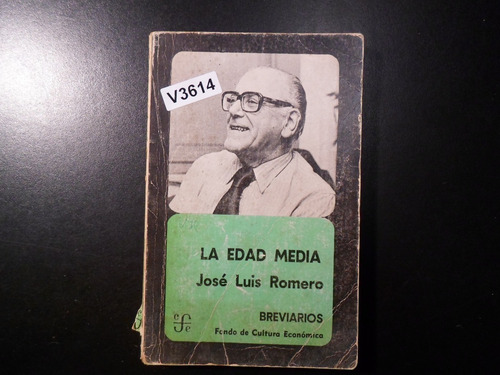 V3614
LA EDAD MEDIA
José Luis Romero
BREVIARIOS
Fondo de Cultura Económica